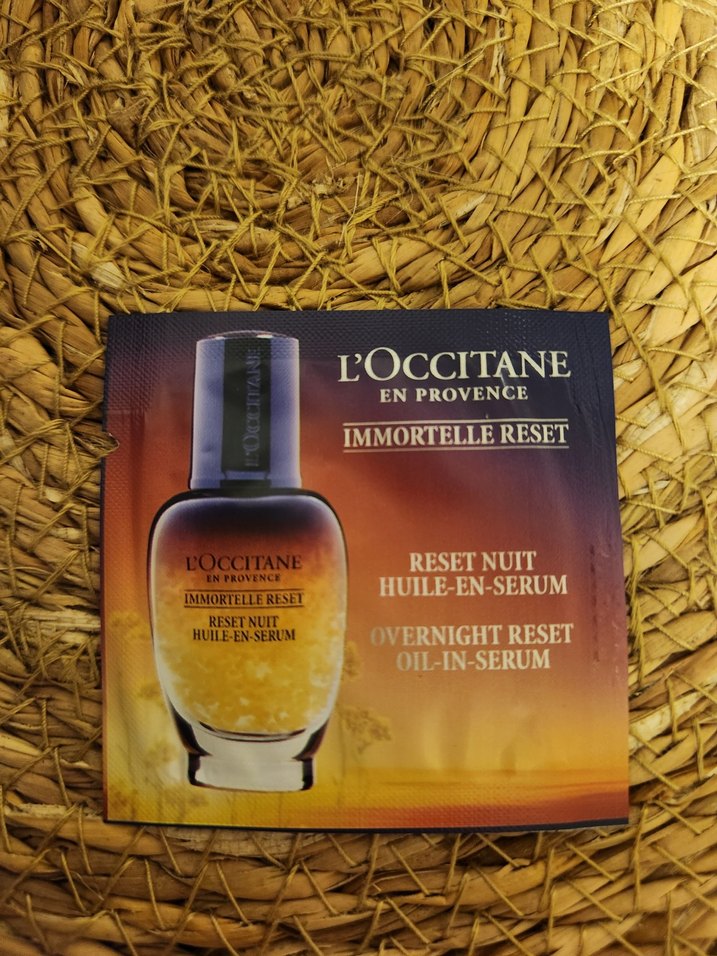 L'OCCITANE
EN PROVENCE
IMMORTELLE RESET
RESET NUIT
HUILE-EN-SERUM
OVERNIGHT RESET
OIL-IN-SERUM
L'OCCITANE
L'OCCITANE
EN PROVENCE
IMMORTELLE RESET
RESET NUIT
HUILE-EN-SERUM